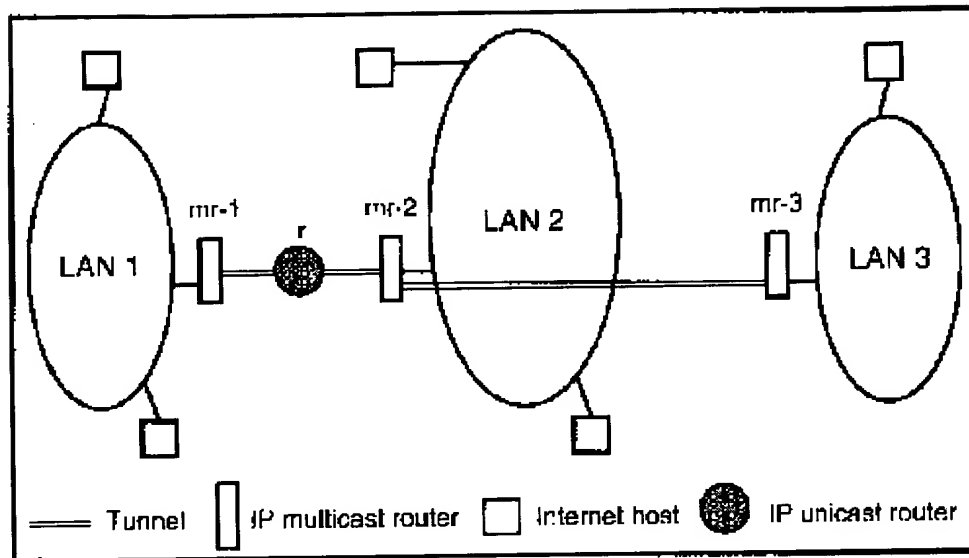 mr-1
r
mr-2
mr-3
LAN 1
LAN 2
LAN 3
Tunnel
IP multicast router
Internet host
IP unicast router